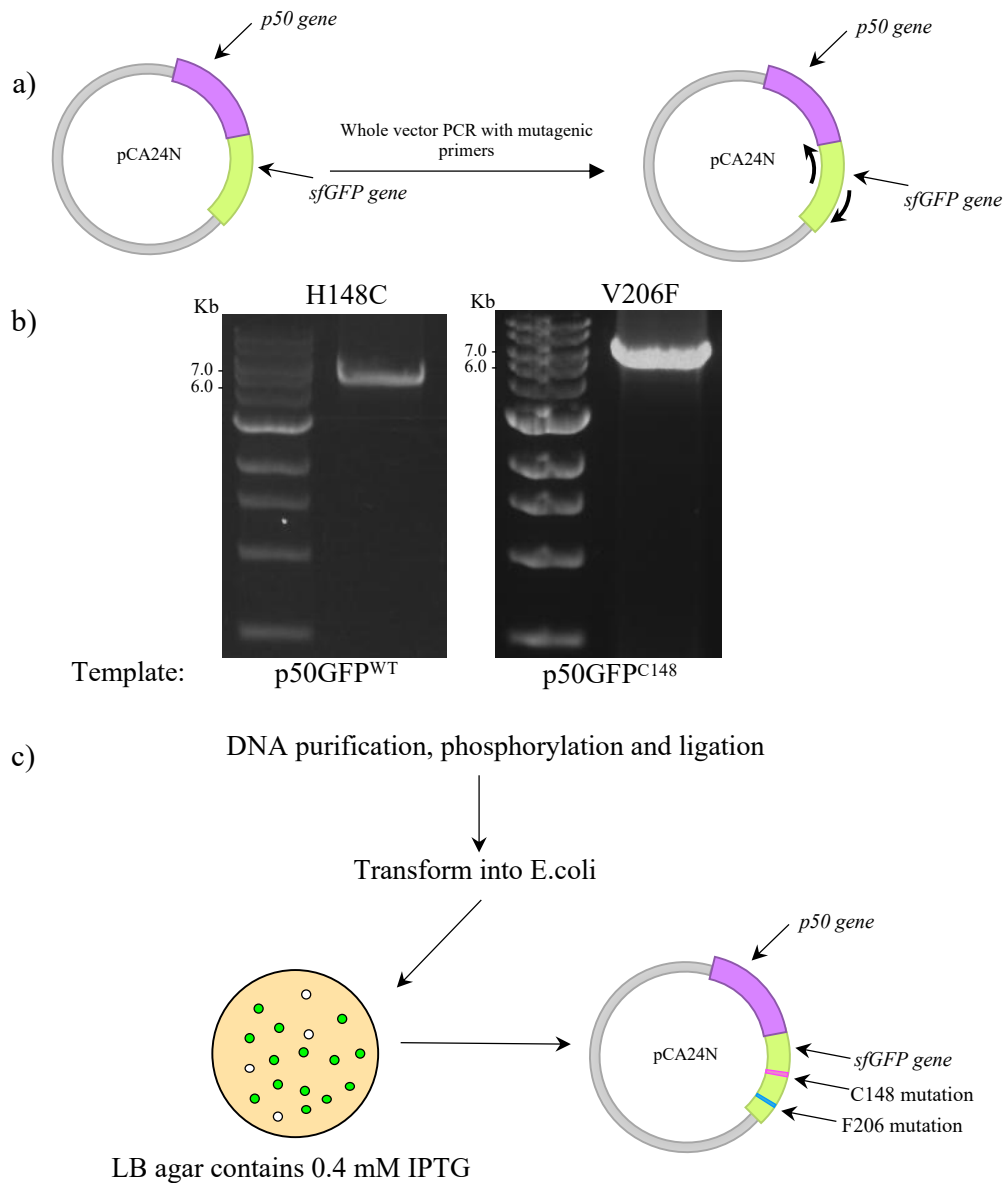 p50 gene
p50 gene
a)
Whole vector PCR with mutagenic
primers
pCA24N
pCA24N
sfGFP gene
sfGFP gene
b)
Kb
H148C
Kb
V206F
7.0
6.0
7.0
6.0
Template:
p50GFPWT
p50GFPC148
c)
DNA purification, phosphorylation and ligation
Transform into E.coli
p50 gene
pCA24N
sfGFP gene
C148 mutation
F206 mutation
LB agar contains 0.4 mM IPTG